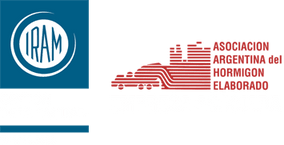 IRAM
ASOCIACION
ARGENTINA del
HORMIGON
ELABORADO